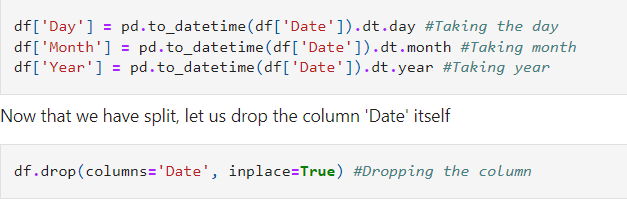 df['Day'] = pd.to_datetime(df['Date']).dt.day #Taking the day
df['Month'] = pd.to_datetime(df['Date']).dt.month #Taking month
df['Year'] = pd.to_datetime(df['Date']).dt.year #Taking year
Now that we have split, let us drop the column 'Date' itself
df.drop(columns='Date', inplace=True) #Dropping the column